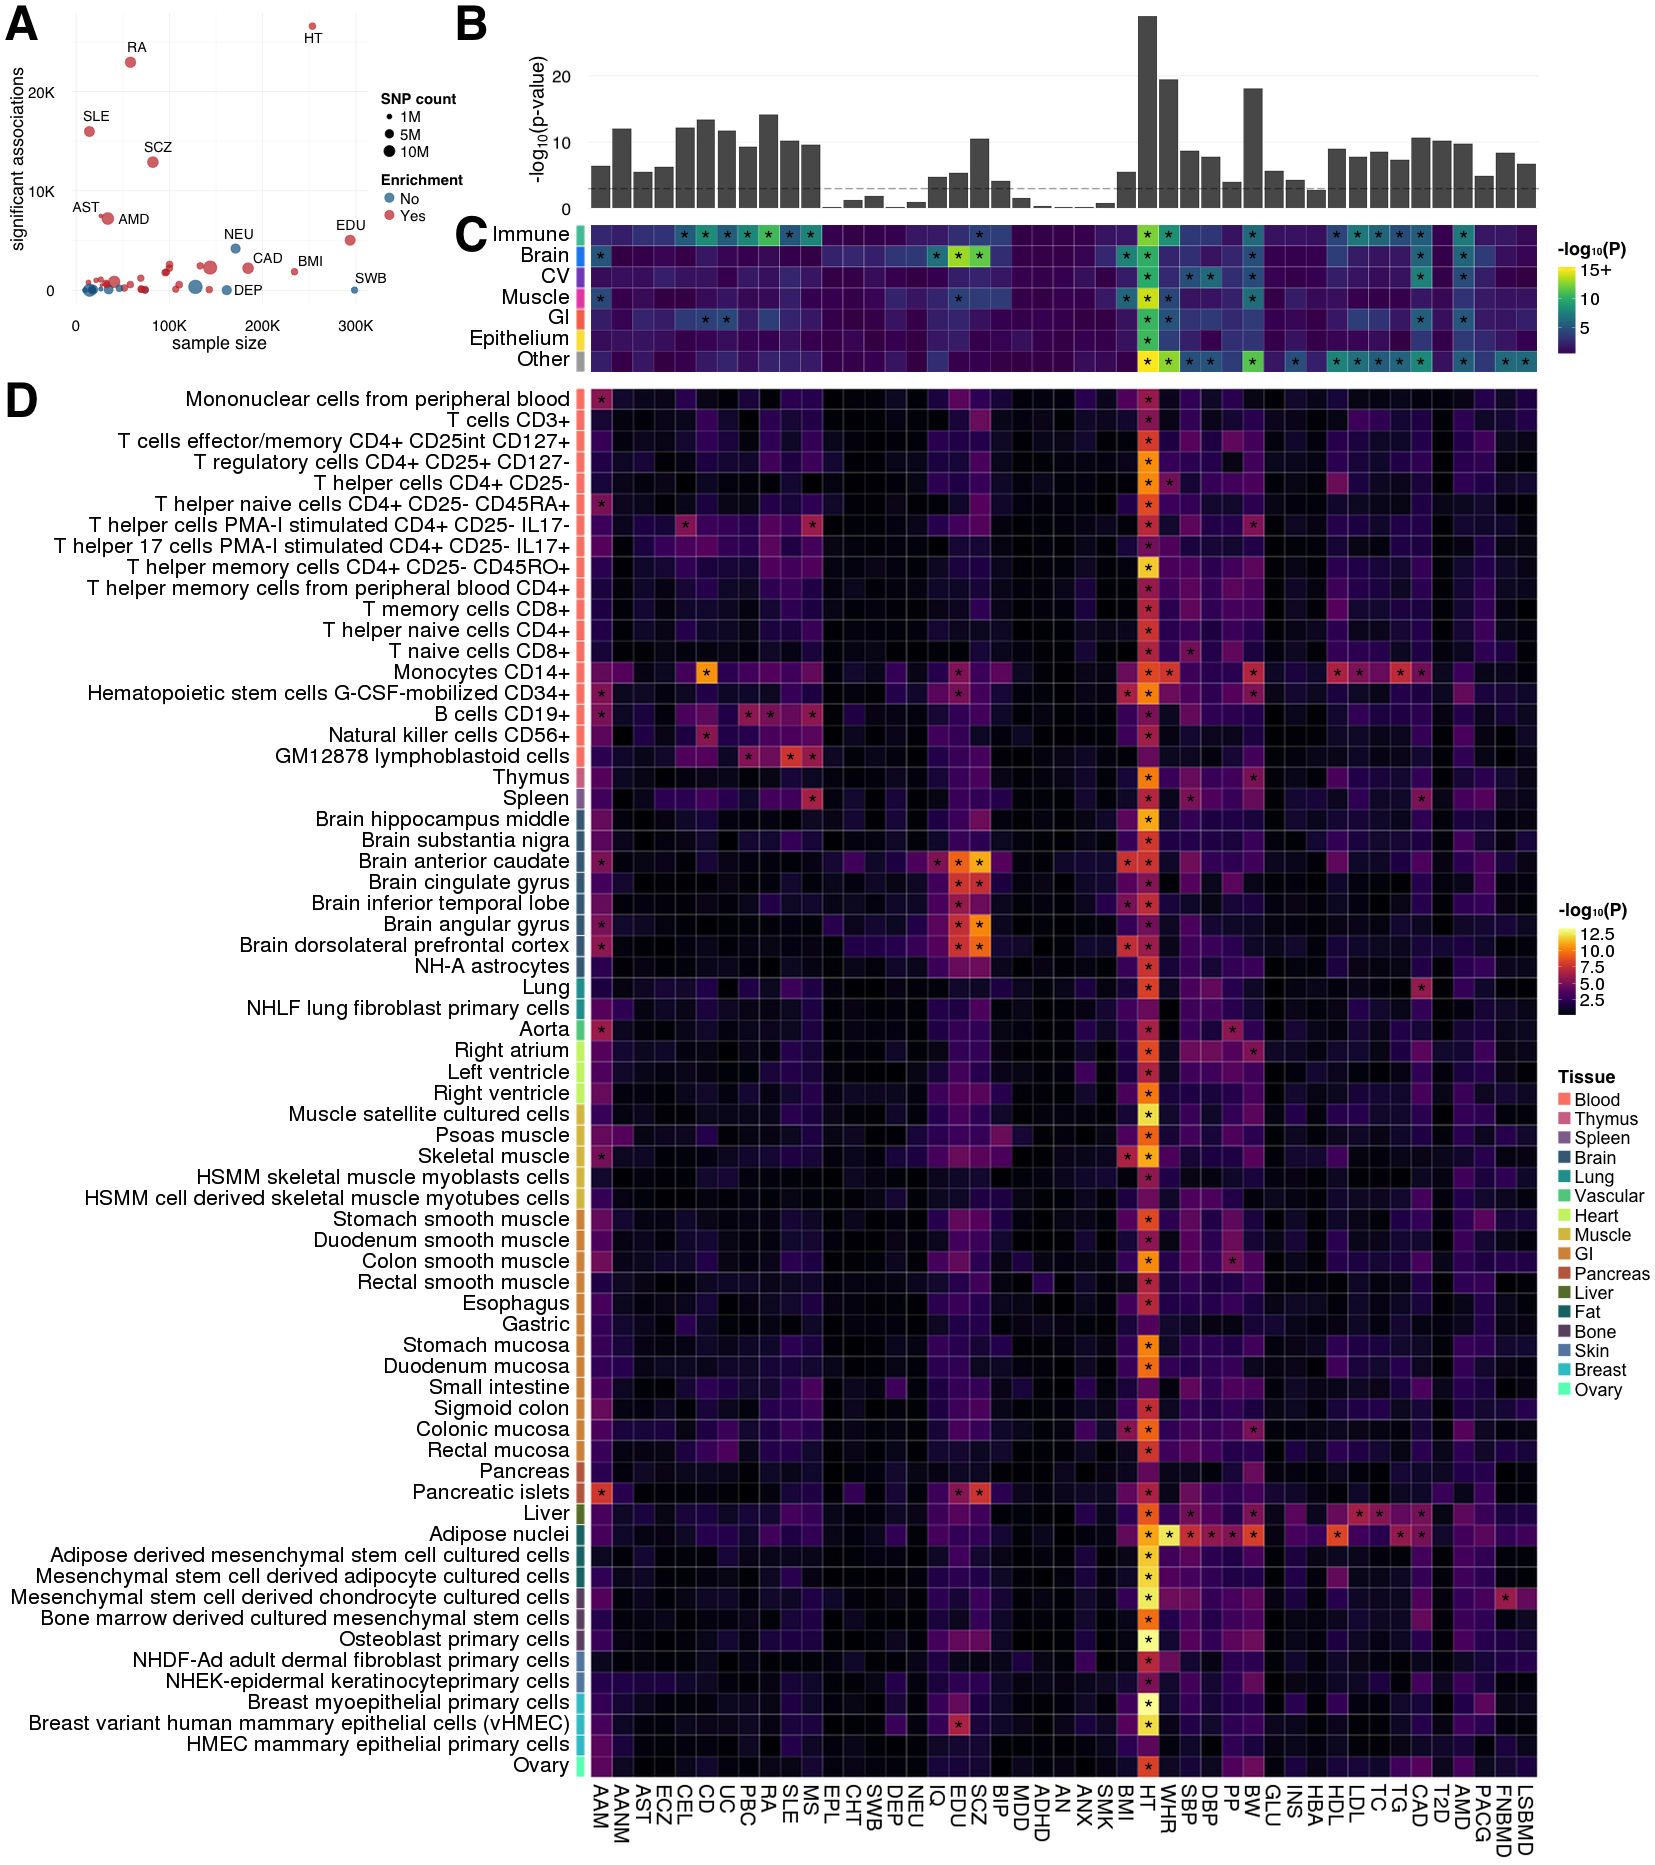 A
significant associations
20K
10K
0
HT
RA
SLE
SCZ
AST
AMD
EDU
NEU
CAD
BMI
SWB
DEP
0
100K
200K
300K
sample size
SNP count
1M
5M
10M
Enrichment
No
Yes
B
-log₁₀(p-value)
20
10
0
C
Immune
Brain
CV
Muscle
GI
Epithelium
Other
-log₁₀(P)
15+
10
5
D
Mononuclear cells from peripheral blood
T cells CD3+
T cells effector/memory CD4+ CD25int CD127+
T regulatory cells CD4+ CD25+ CD127-
T helper cells CD4+ CD25-
T helper naive cells CD4+ CD25- CD45RA+
T helper cells PMA-I stimulated CD4+ CD25- IL17-
T helper 17 cells PMA-I stimulated CD4+ CD25- IL17+
T helper memory cells CD4+ CD25- CD45RO+
T helper memory cells from peripheral blood CD4+
T memory cells CD8+
T helper naive cells CD4+
T naive cells CD8+
Monocytes CD14+
Hematopoietic stem cells G-CSF-mobilized CD34+
B cells CD19+
Natural killer cells CD56+
GM12878 lymphoblastoid cells
Thymus
Spleen
Brain hippocampus middle
Brain substantia nigra
Brain anterior caudate
Brain cingulate gyrus
Brain inferior temporal lobe
Brain angular gyrus
Brain dorsolateral prefrontal cortex
NH-A astrocytes
Lung
NHLF lung fibroblast primary cells
Aorta
Right atrium
Left ventricle
Right ventricle
Muscle satellite cultured cells
Psoas muscle
Skeletal muscle
HSMM skeletal muscle myoblasts cells
HSMM cell derived skeletal muscle myotubes cells
Stomach smooth muscle
Duodenum smooth muscle
Colon smooth muscle
Rectal smooth muscle
Esophagus
Gastric
Stomach mucosa
Duodenum mucosa
Small intestine
Sigmoid colon
Colonic mucosa
Rectal mucosa
Pancreas
Pancreatic islets
Liver
Adipose nuclei
Adipose derived mesenchymal stem cell cultured cells
Mesenchymal stem cell derived adipocyte cultured cells
Mesenchymal stem cell derived chondrocyte cultured cells
Bone marrow derived cultured mesenchymal stem cells
Osteoblast primary cells
NHDF-Ad adult dermal fibroblast primary cells
NHEK-epidermal keratinocyteprimary cells
Breast myoepithelial primary cells
Breast variant human mammary epithelial cells (vHMEC)
HMEC mammary epithelial primary cells
Ovary
AAM
AANM
AST
ECZ
CEL
CD
UC
PBC
RA
SLE
MS
EPL
CHT
SWB
DEP
NEU
IQ
EDU
SCZ
BIP
MDD
ADHD
AN
ANX
SMK
BMI
HT
WHR
SBP
DBP
PP
BW
GLU
INS
HBA
HDL
LDL
TC
TG
CAD
T2D
AMD
PACG
FNBMD
LSBMD
-log₁₀(P)
12.5
10.0
7.5
5.0
2.5
Tissue
Blood
Thymus
Spleen
Brain
Lung
Vascular
Heart
Muscle
GI
Pancreas
Liver
Fat
Bone
Skin
Breast
Ovary